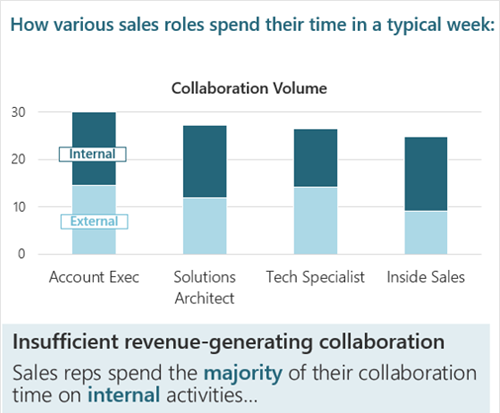 How various sales roles spend their time in a typical week:
Collaboration Volume
30
20
10
0
Internal
External
Account Exec
Solutions
Architect
Tech Specialist
Inside Sales
Insufficient revenue-generating collaboration
Sales reps spend the majority of their collaboration
time on internal activities...